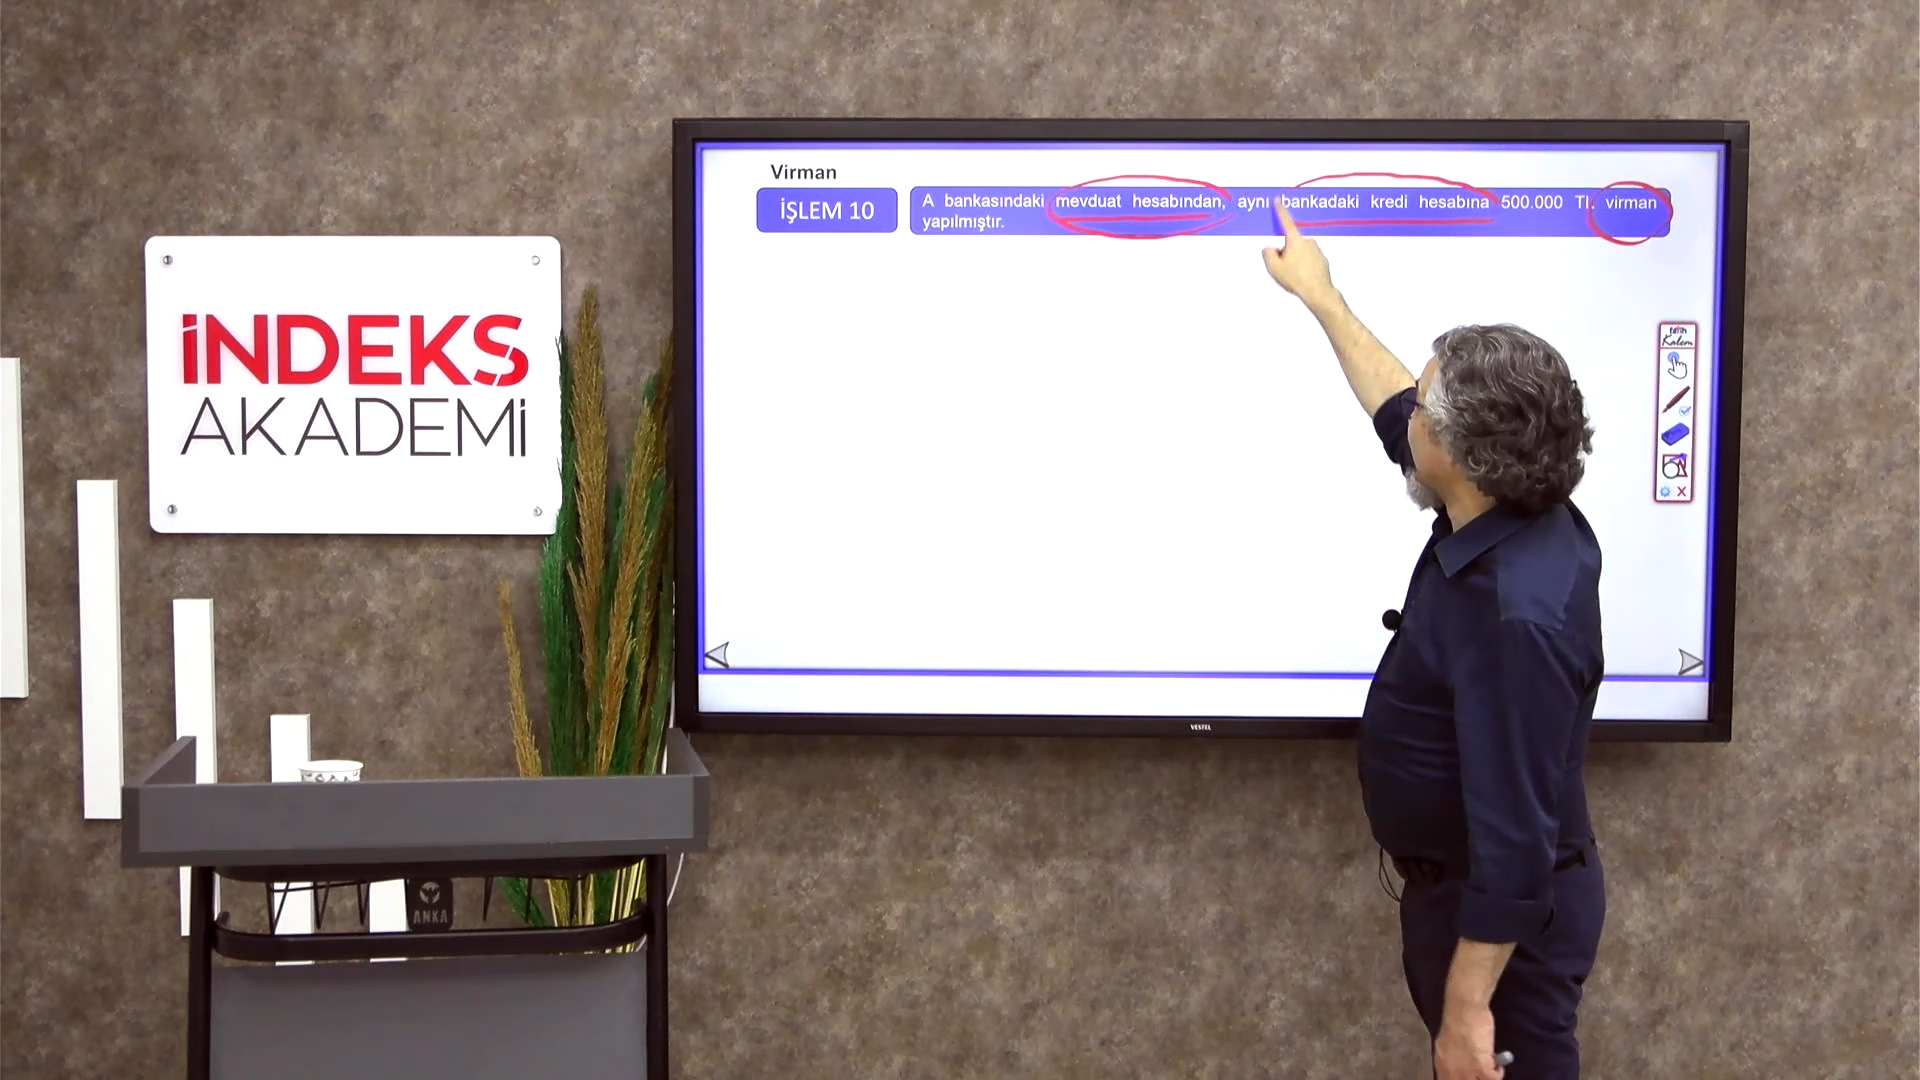 Virman
İŞLEM 10
A bankasındaki mevduat hesabından, aynı bankadaki kredi hesabına 500.000 TL virman
yapılmıştır.
İNDEKS
AKADEMİ
Kalem
VESTEL
ANKA